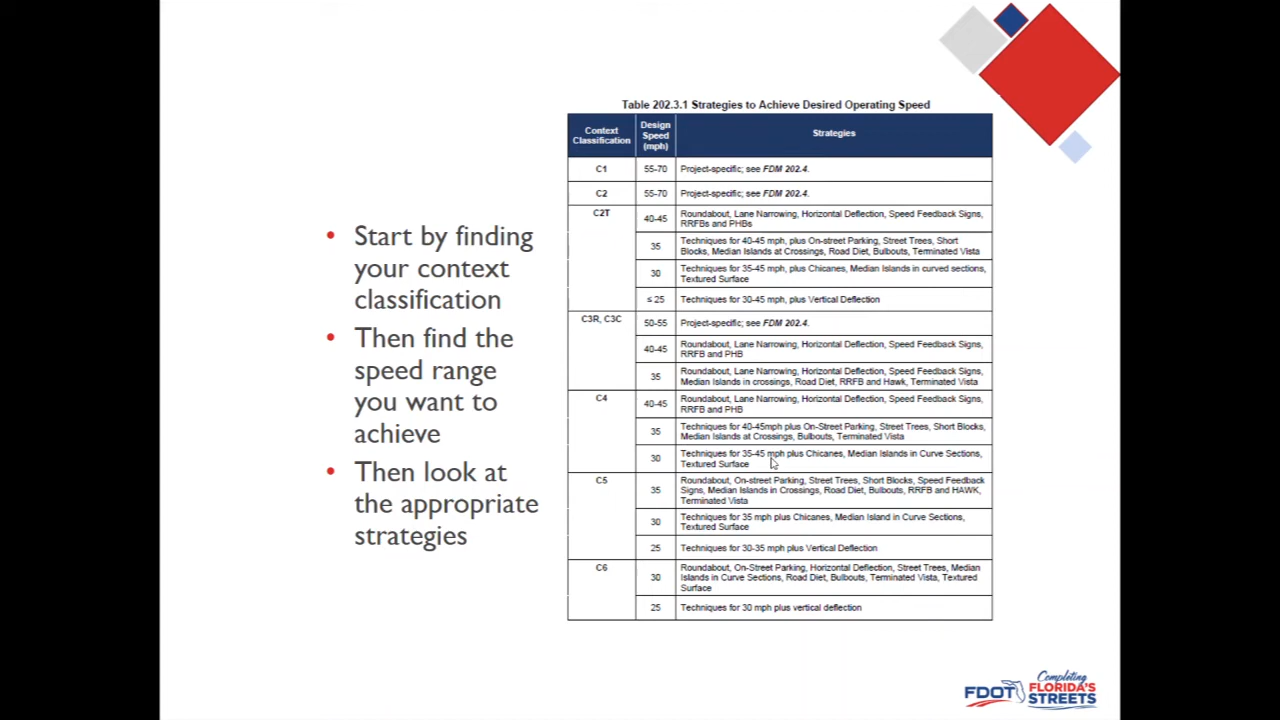 Table 202.3.1 Strategies to Achieve Desired Operating Speed
Context
Classification
Design
Speed
(mph)
Strategies
C1
55-70
Project-specific; see FDM 202.4.
C2
55-70
Project-specific; see FDM 202.4.
C2T
40-45
Roundabout, Lane Narrowing, Horizontal Deflection, Speed Feedback Signs,
RRFBs and PHBs
35
Techniques for 40-45 mph, plus On-street Parking, Street Trees, Short
Blocks, Median Islands at Crossings, Road Diet, Bulbouts, Terminated Vista
30
Techniques for 35-45 mph, plus Chicanes, Median Islands in curved sections,
Textured Surface
≤ 25
Techniques for 30-45 mph, plus Vertical Deflection
C3R, C3C
50-55
Project-specific; see FDM 202.4.
40-45
Roundabout, Lane Narrowing, Horizontal Deflection, Speed Feedback Signs,
RRFB and PHB
35
Roundabout, Lane Narrowing, Horizontal Deflection, Speed Feedback Signs,
Median Islands in crossings, Road Diet, RRFB and Hawk, Terminated Vista
C4
40-45
Roundabout, Lane Narrowing, Horizontal Deflection, Speed Feedback Signs,
RRFB and PHB
35
Techniques for 40-45mph plus On-Street Parking, Street Trees, Short Blocks,
Median Islands at Crossings, Bulbouts, Terminated Vista
30
Techniques for 35-45 mph plus Chicanes, Median Islands in Curve Sections,
Textured Surface
C5
35
Roundabout, On-street Parking, Street Trees, Short Blocks, Speed Feedback
Signs, Median Islands in Crossings, Road Diet, Bulbouts, RRFB and HAWK,
Terminated Vista
30
Techniques for 35 mph plus Chicanes, Median Island in Curve Sections,
Textured Surface
25
Techniques for 30-35 mph plus Vertical Deflection
C6
30
Roundabout, On-Street Parking, Horizontal Deflection, Street Trees, Median
Islands in Curve Sections, Road Diet, Bulbouts, Terminated Vista, Textured
Surface
25
Techniques for 30 mph plus vertical deflection
• Start by finding
your context
classification
• Then find the
speed range
you want to
achieve
• Then look at
the appropriate
strategies
FDOT
Completing
FLORIDA'S
STREETS